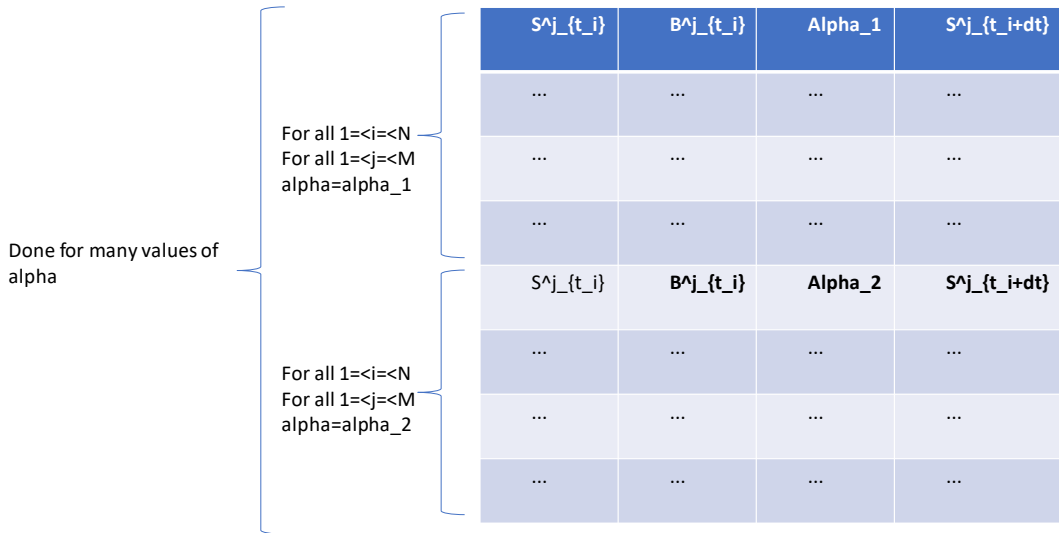 S^j_{t_i} B^j_{t_i} Alpha_1 S^j_{t_i+dt}
... ... ... ...
For all 1=<i=<N
For all 1=<j=<M
alpha=alpha_1
... ... ... ...
... ... ... ...
Done for many values of
alpha
S^j_{t_i} B^j_{t_i} Alpha_2 S^j_{t_i+dt}
... ... ... ...
For all 1=<i=<N
For all 1=<j=<M
alpha=alpha_2
... ... ... ...
... ... ... ...